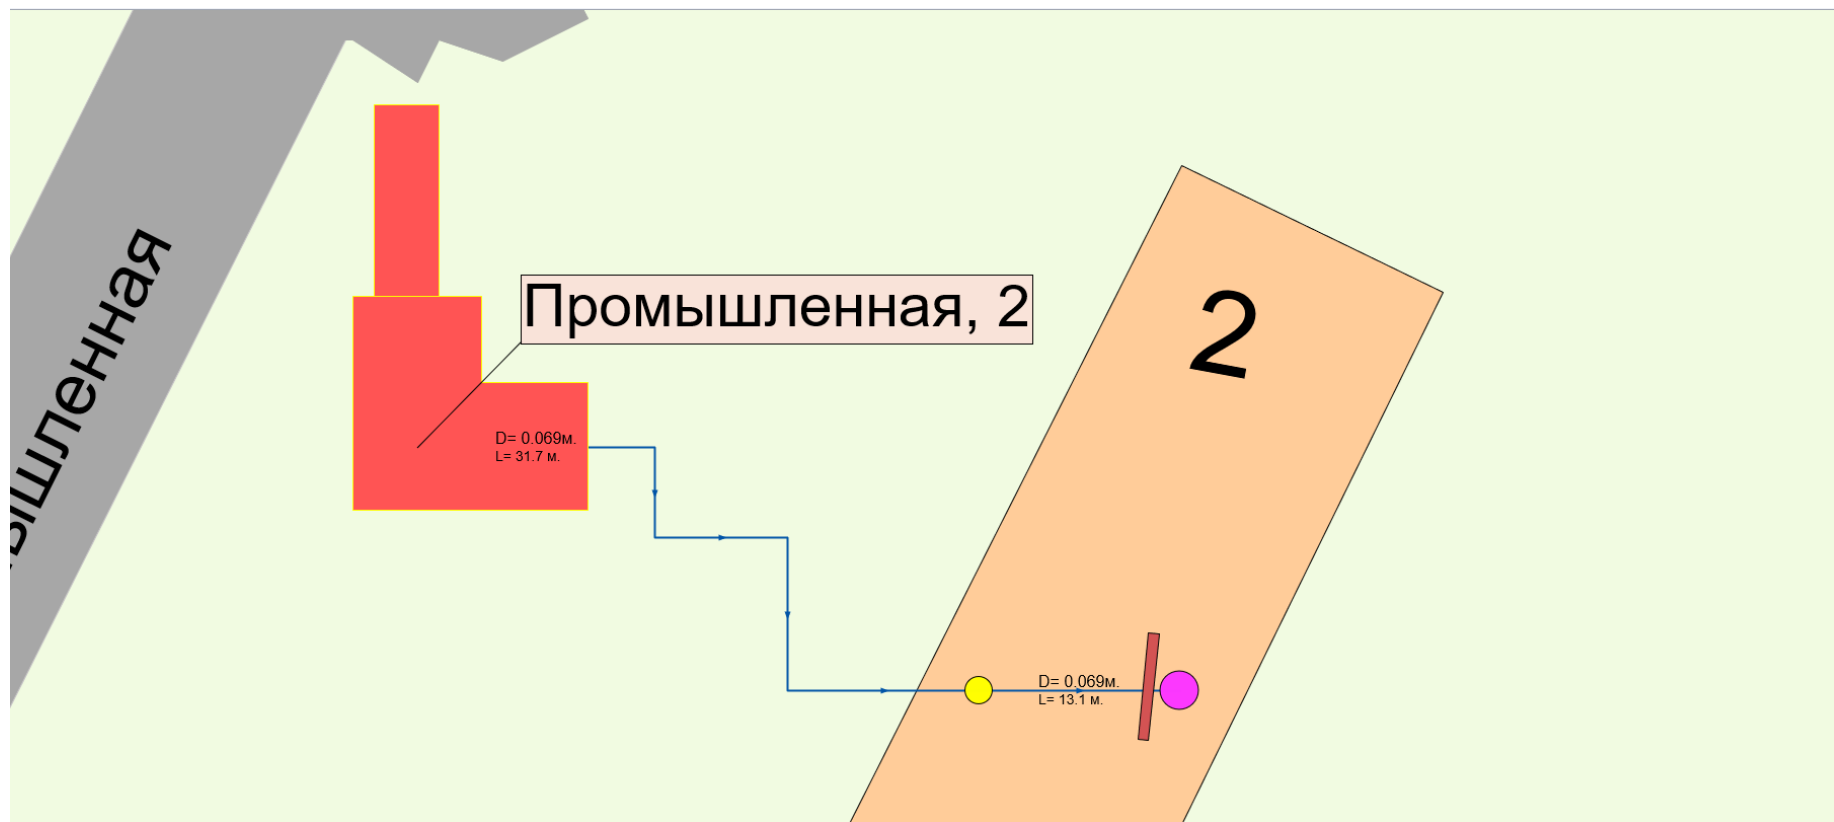 Промышленная, 2
2
ышленная
D= 0.069м.
L= 31.7 м.
D= 0.069м.
L= 13.1 м.